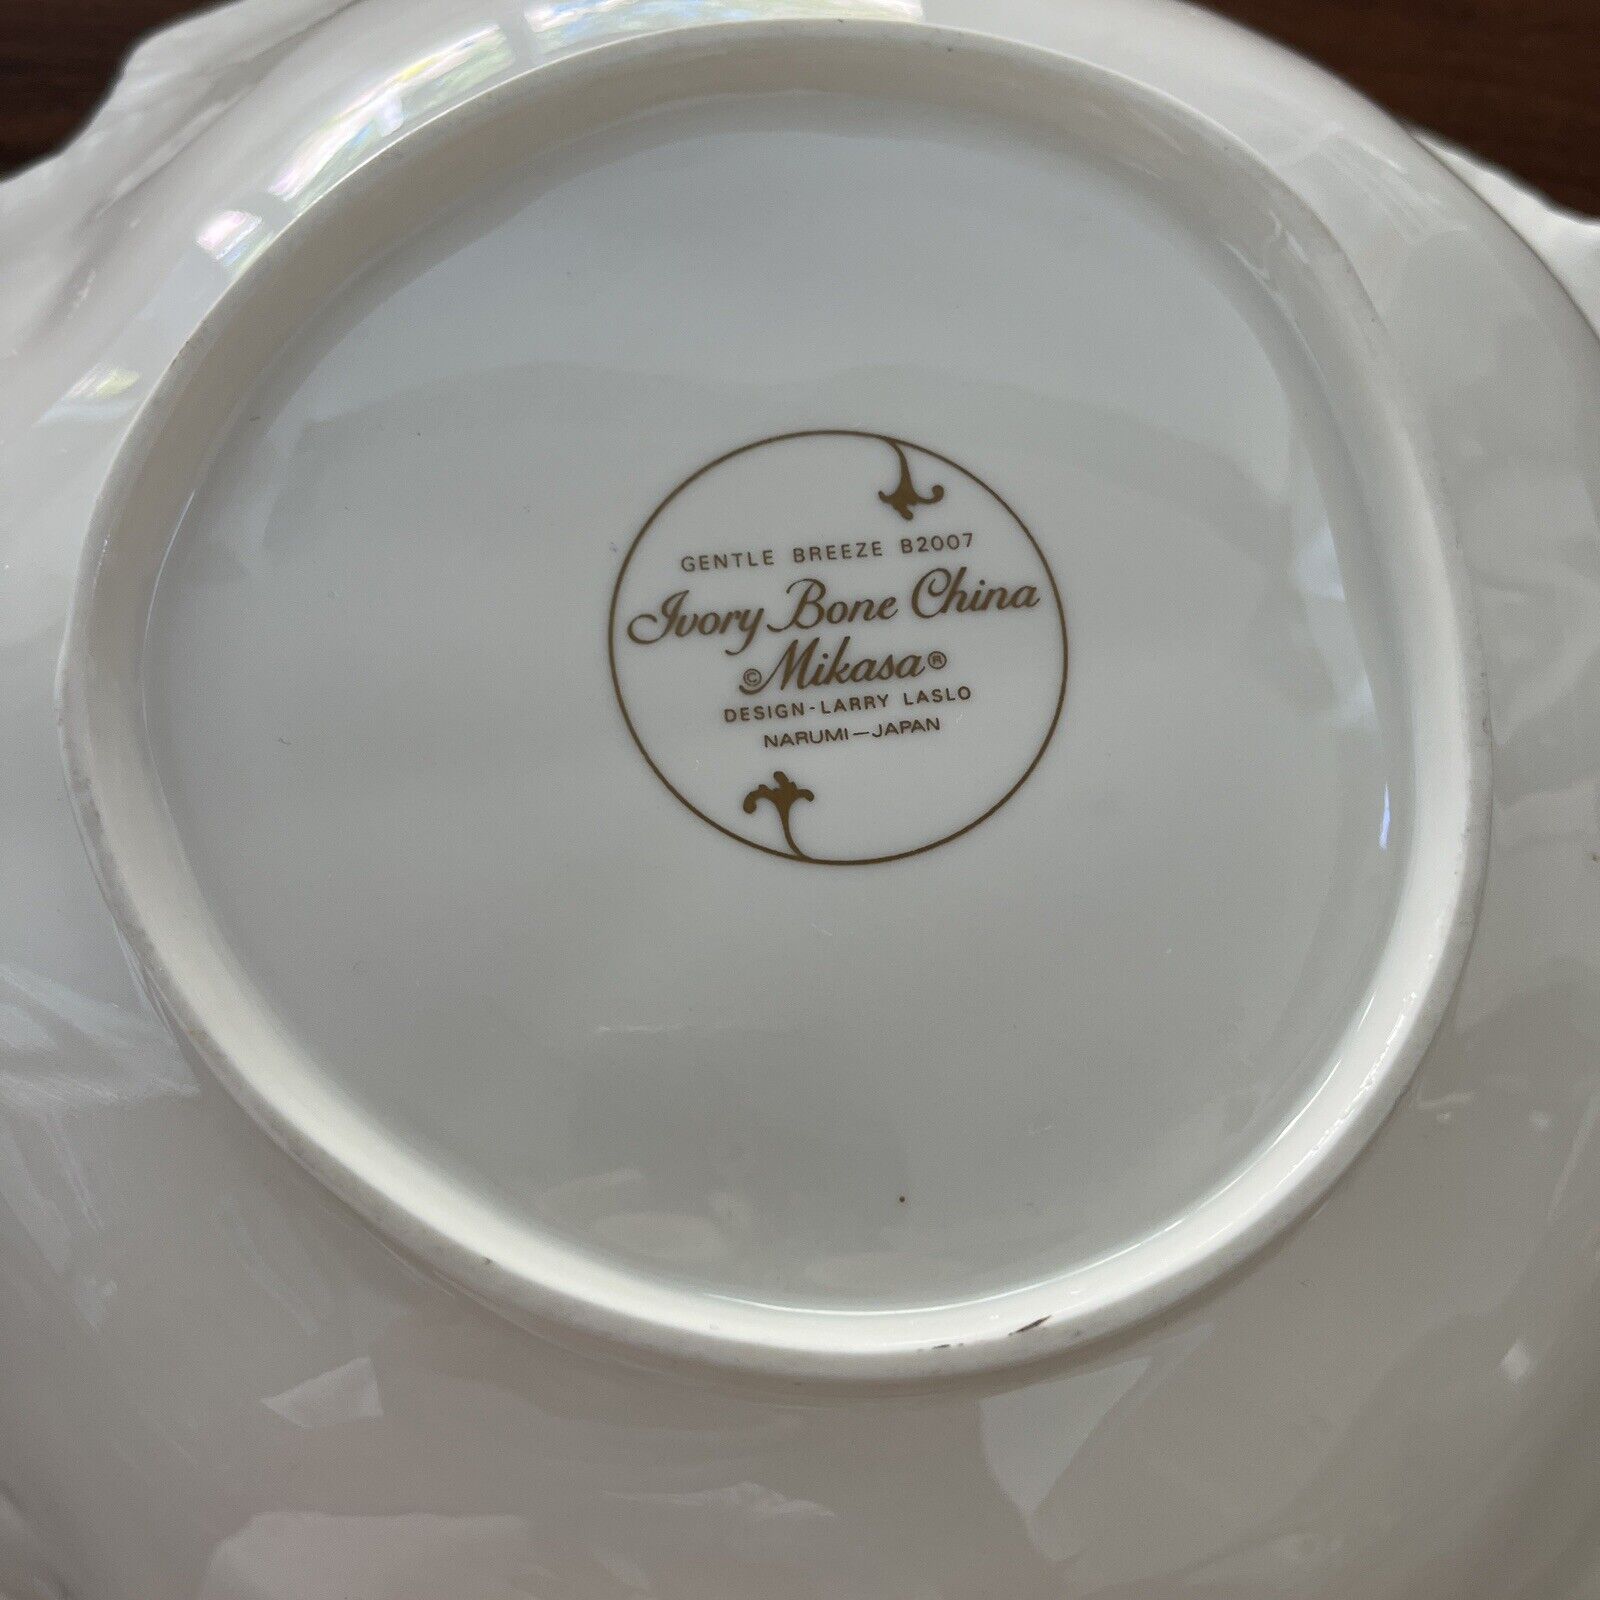 GENTLE BREEZE B2007
Ivory Bone China
©Mikasa®
DESIGN-LARRY LASLO
NARUMI—JAPAN